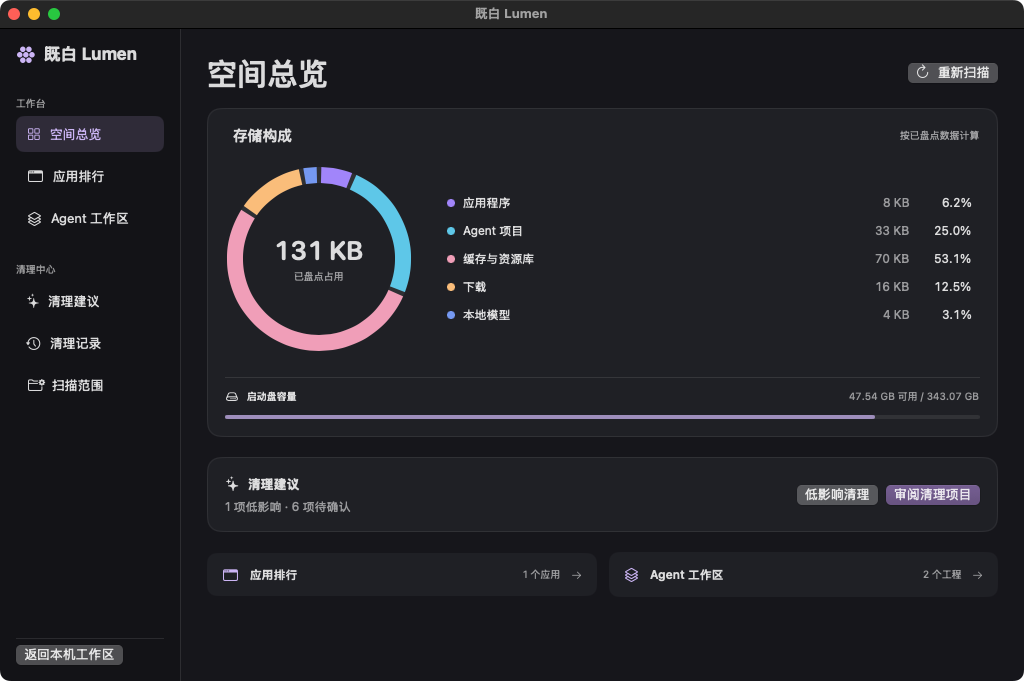 既白 Lumen
既白 Lumen
工作台
空间总览
应用排行
Agent 工作区
清理中心
清理建议
清理记录
扫描范围
返回本机工作区
空间总览
重新扫描
存储构成
按已盘点数据计算
131 KB
已盘点占用
应用程序 8 KB 6.2%
Agent 项目 33 KB 25.0%
缓存与资源库 70 KB 53.1%
下载 16 KB 12.5%
本地模型 4 KB 3.1%
启动盘容量 47.54 GB 可用 / 343.07 GB
清理建议
1 项低影响 · 6 项待确认
低影响清理 审阅清理项目
应用排行 1 个应用 →
Agent 工作区 2 个工程 →